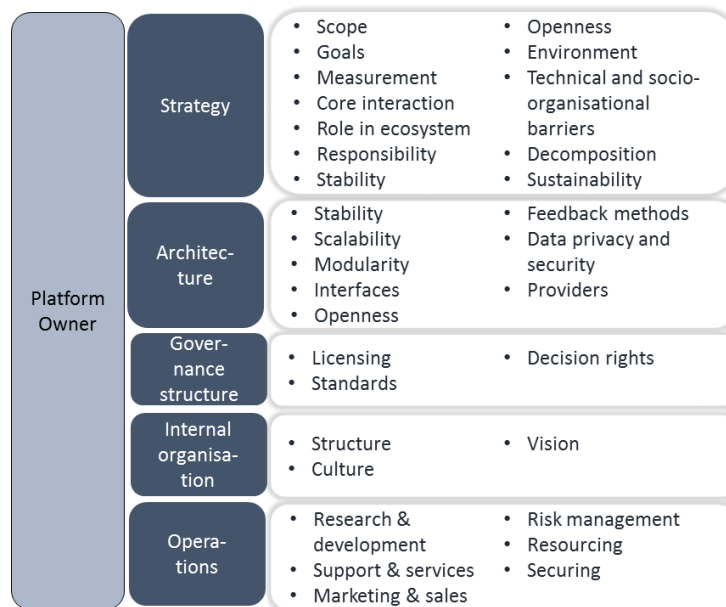 Platform
Owner
Strategy
• Scope
• Goals
• Measurement
• Core interaction
• Role in ecosystem
• Responsibility
• Stability
• Openness
• Environment
• Technical and socio-
organisational
barriers
• Decomposition
• Sustainability
Architec-
ture
• Stability
• Scalability
• Modularity
• Interfaces
• Openness
• Feedback methods
• Data privacy and
security
• Providers
Gover-
nance
structure
• Licensing
• Standards
• Decision rights
Internal
organisa-
tion
• Structure
• Culture
• Vision
Opera-
tions
• Research &
development
• Support & services
• Marketing & sales
• Risk management
• Resourcing
• Securing